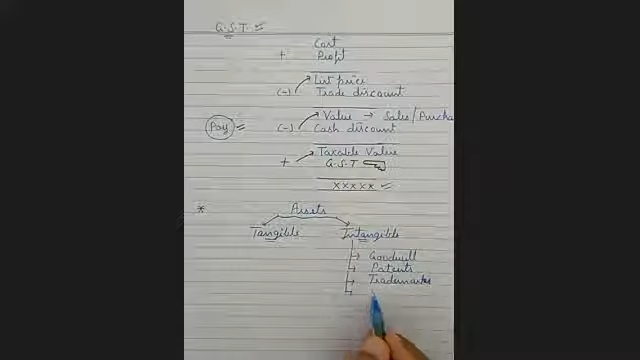 G.S.T.
Cost
+ Profit
List price
(-) Trade discount
Pay
Value → Sales/Purcha
(-) Cash discount
Taxable Value
+ G.S.T
xxxxx
* Assets
Tangible Intangible
Goodwill
Patents
Trademarks